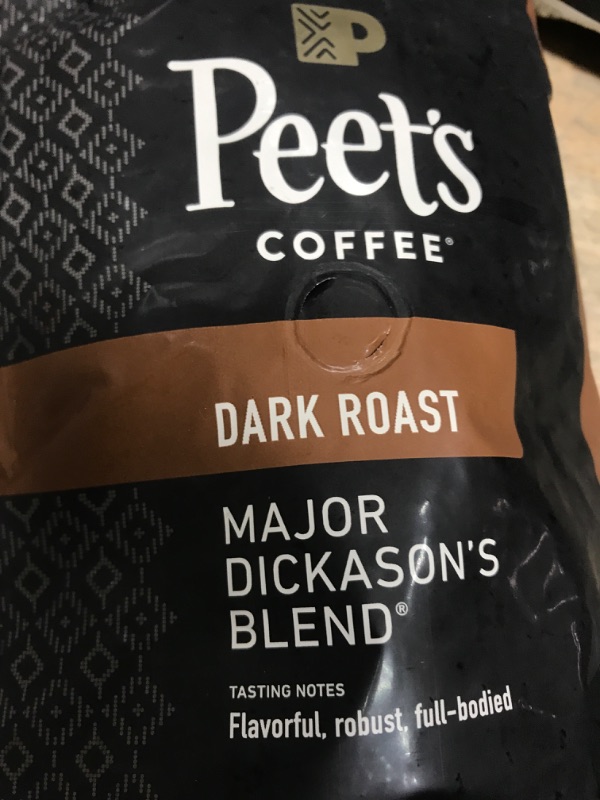 P
Peet's
COFFEE®
DARK ROAST
MAJOR
DICKASON'S
BLEND®
TASTING NOTES
Flavorful, robust, full-bodied